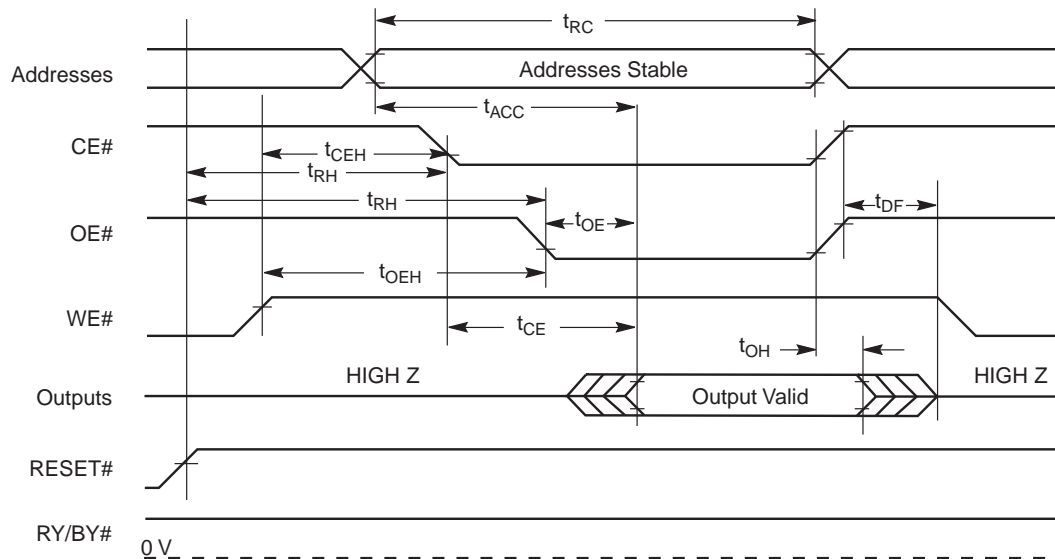 tRC
Addresses
Addresses Stable
tACC
CE#
tCEH
tRH
tRH
OE#
tOE
tDF
tOEH
WE#
tCE
tOH
HIGH Z
HIGH Z
Outputs
Output Valid
RESET#
RY/BY#
0 V